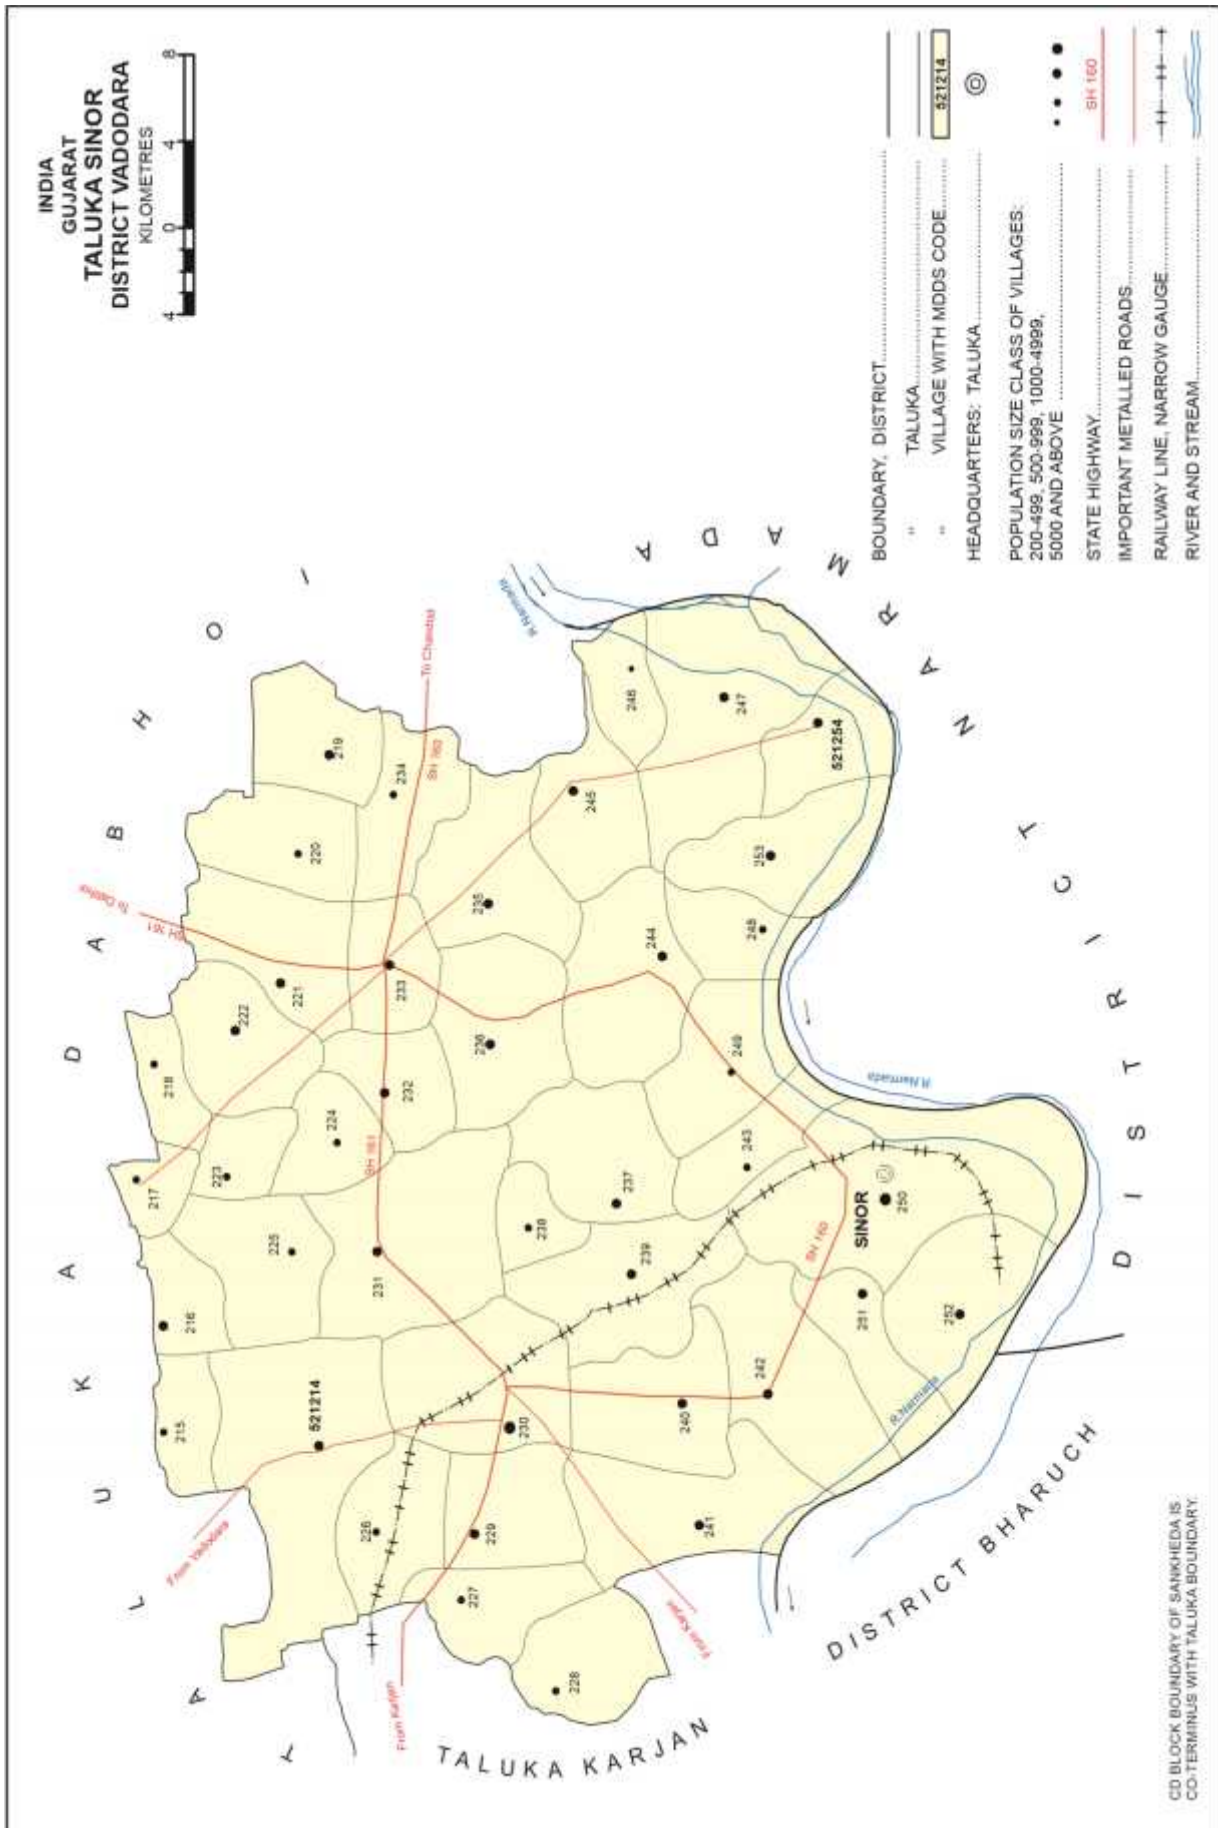 INDIA
GUJARAT
TALUKA SINOR
DISTRICT VADODARA
KILOMETRES
4 0 4 8
TALUKA DABHOI
To Dabhoi
SH 161
To Chandod
SH 160
From Vadodara
From Karjan
From Karjan
SH 160
R.Narmada
R.Narmada
R.Narmada
215
216
217
218
219
220
221
222
223
224
225
521214
226
227
228
229
230
231
232
233
234
235
236
237
238
239
240
241
242
243
244
245
246
247
248
249
SINOR
250
251
252
253
521254
TALUKA KARJAN
DISTRICT BHARUCH
DISTRICT NARMADA
BOUNDARY, DISTRICT
" TALUKA
" VILLAGE WITH MDDS CODE 521214
HEADQUARTERS: TALUKA
POPULATION SIZE CLASS OF VILLAGES:
200-499, 500-999, 1000-4999,
5000 AND ABOVE
STATE HIGHWAY SH 160
IMPORTANT METALLED ROADS
RAILWAY LINE, NARROW GAUGE
RIVER AND STREAM
CD BLOCK BOUNDARY OF SANKHEDA IS
CO-TERMINUS WITH TALUKA BOUNDARY.